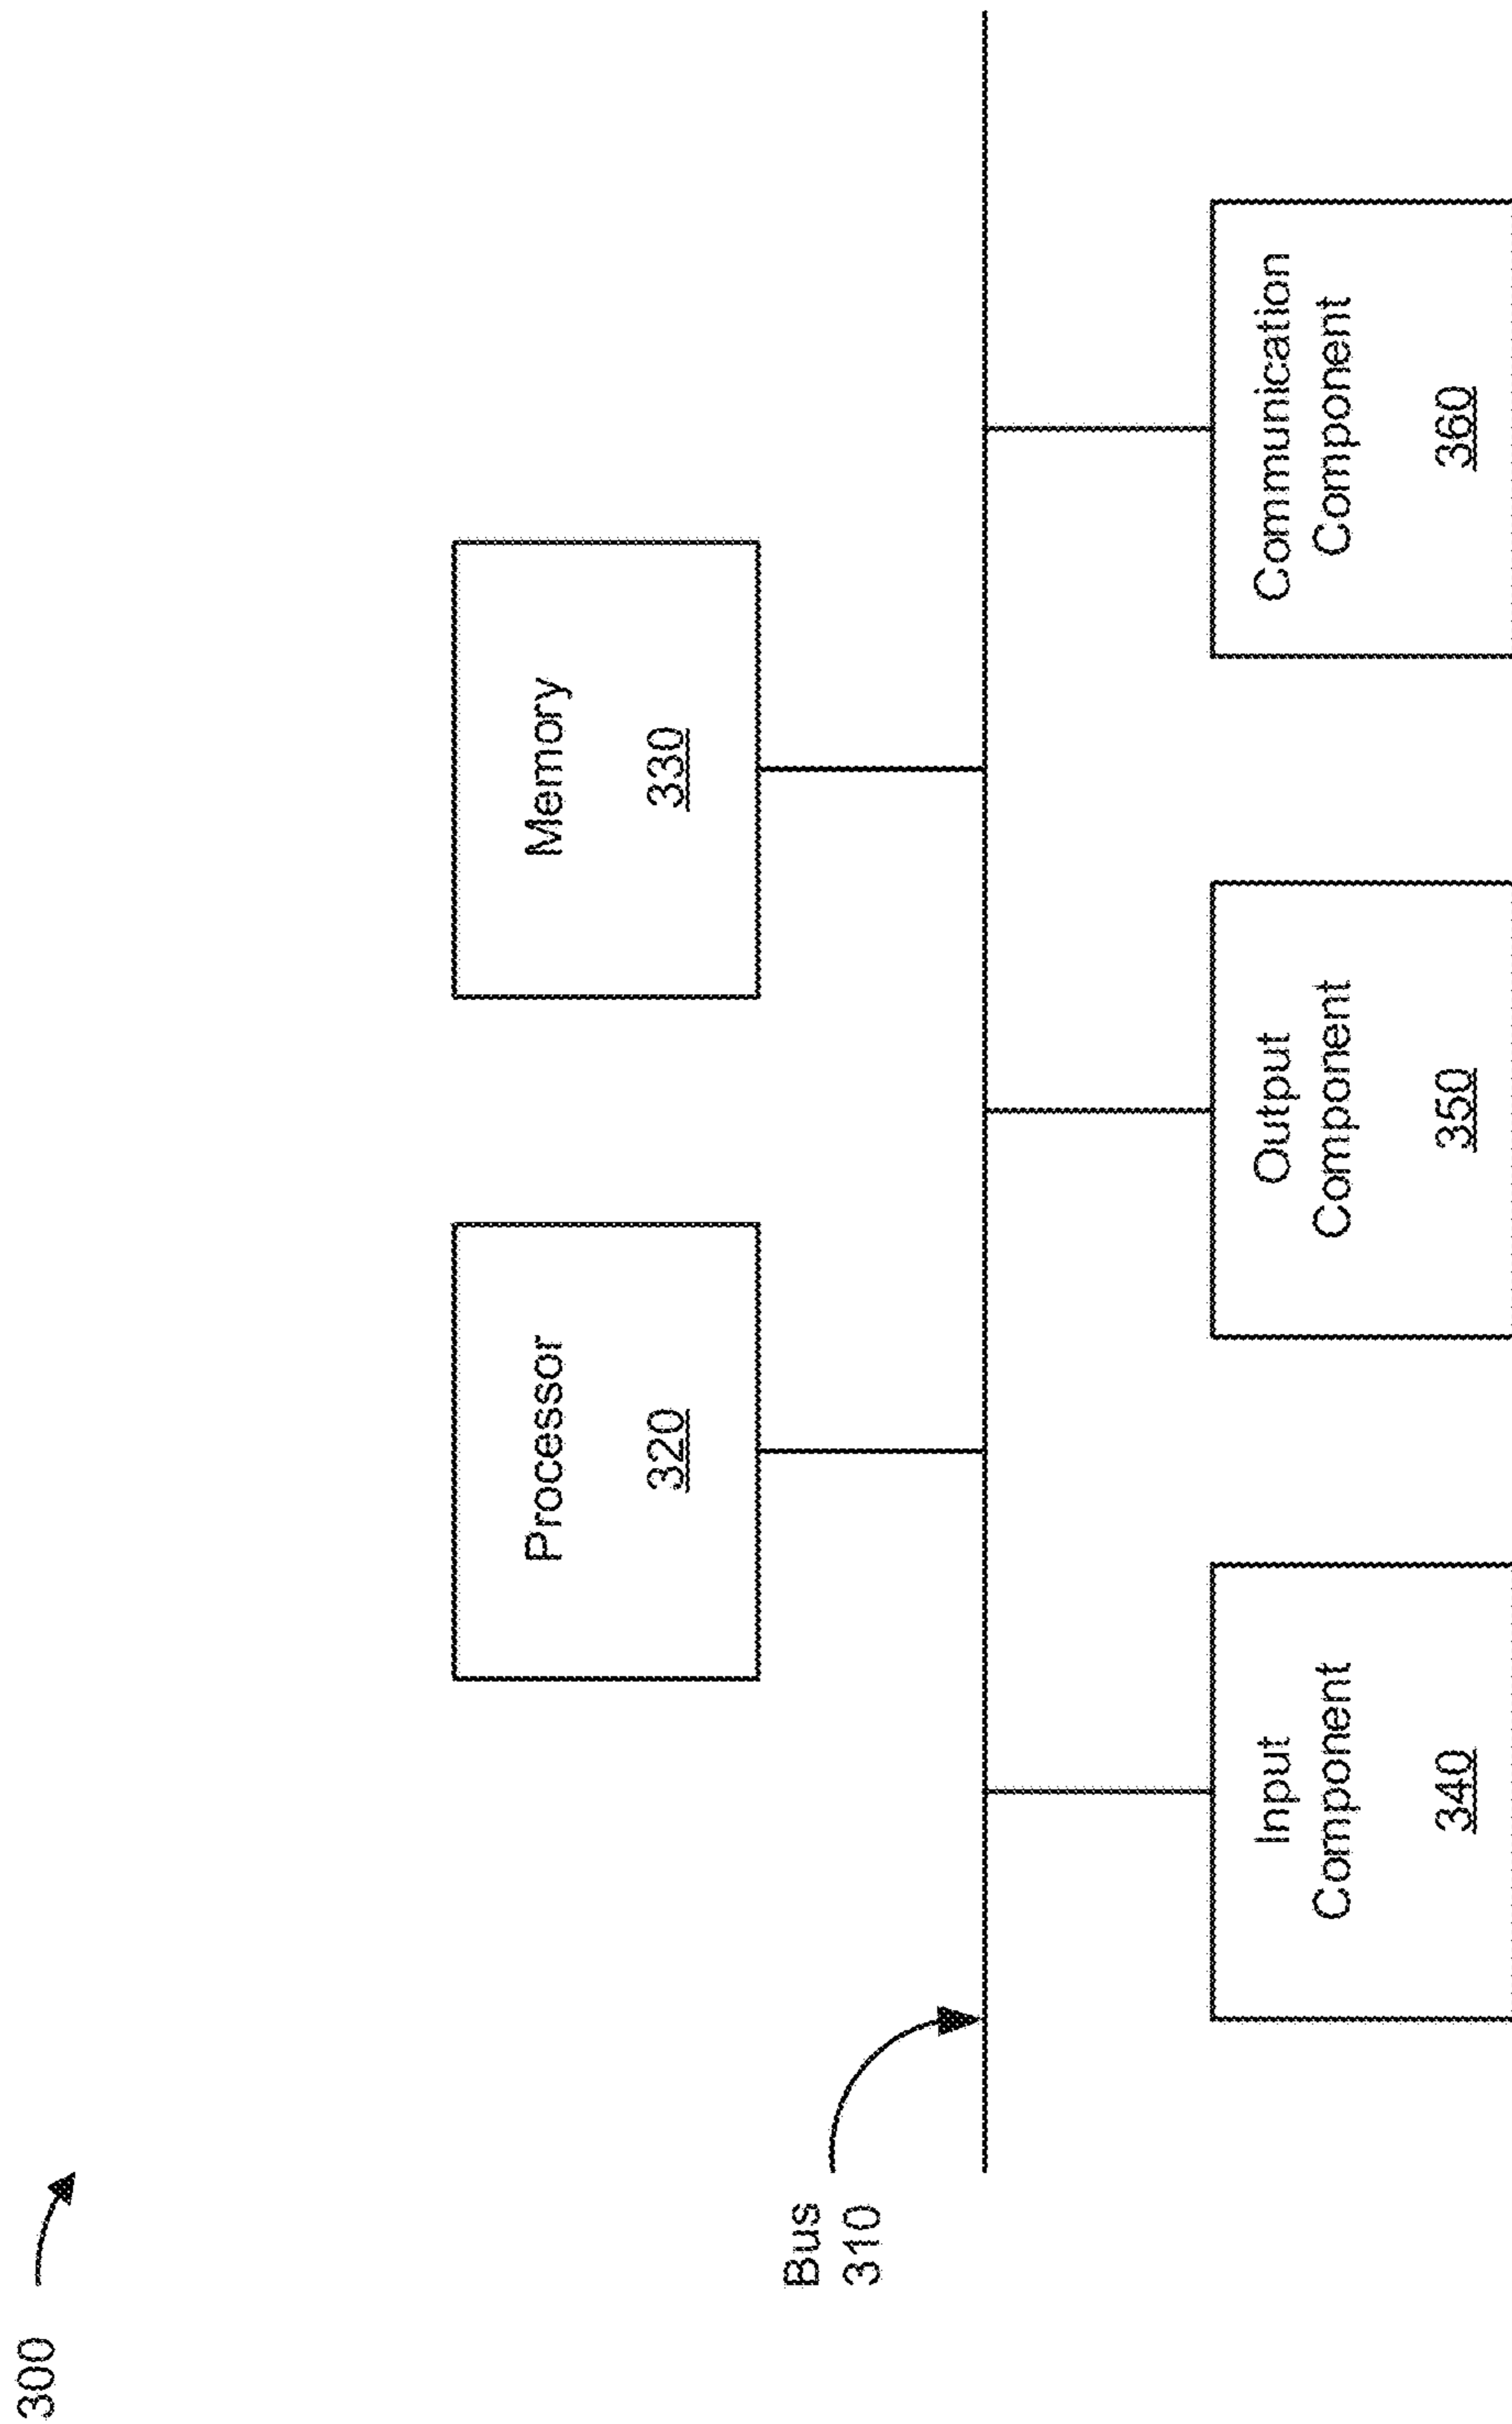 300
Processor
320
Memory
330
Bus
310
Input
Component
340
Output
Component
350
Communication
Component
360